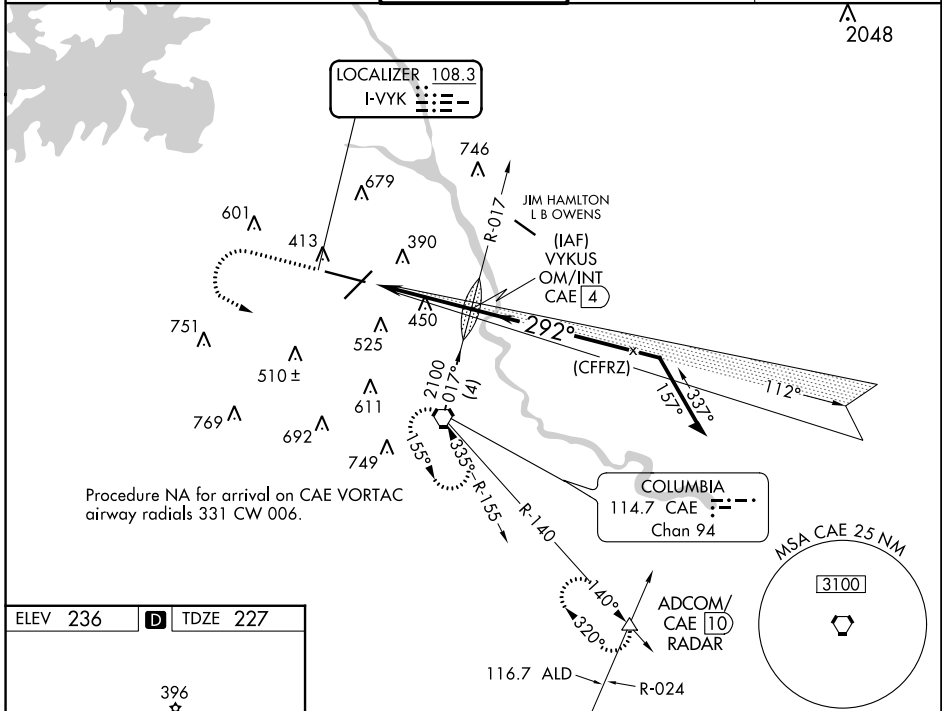 2048
LOCALIZER 108.3
I-VYK
746
679
R-017
JIM HAMLTON
L B OWENS
601
413
390
(IAF)
VYKUS
OM/INT
CAE 4
450
292°
751
525
(CFFRZ)
510 ±
2100
017°
(4)
157°
337°
112°
611
769
692
749
155°
335°
R-155
R-140
Procedure NA for arrival on CAE VORTAC
airway radials 331 CW 006.
COLUMBIA
114.7 CAE
Chan 94
MSA CAE 25 NM
3100
140°
320°
ADCOM/
CAE 10
RADAR
116.7 ALD
R-024
ELEV 236 D TDZE 227
396